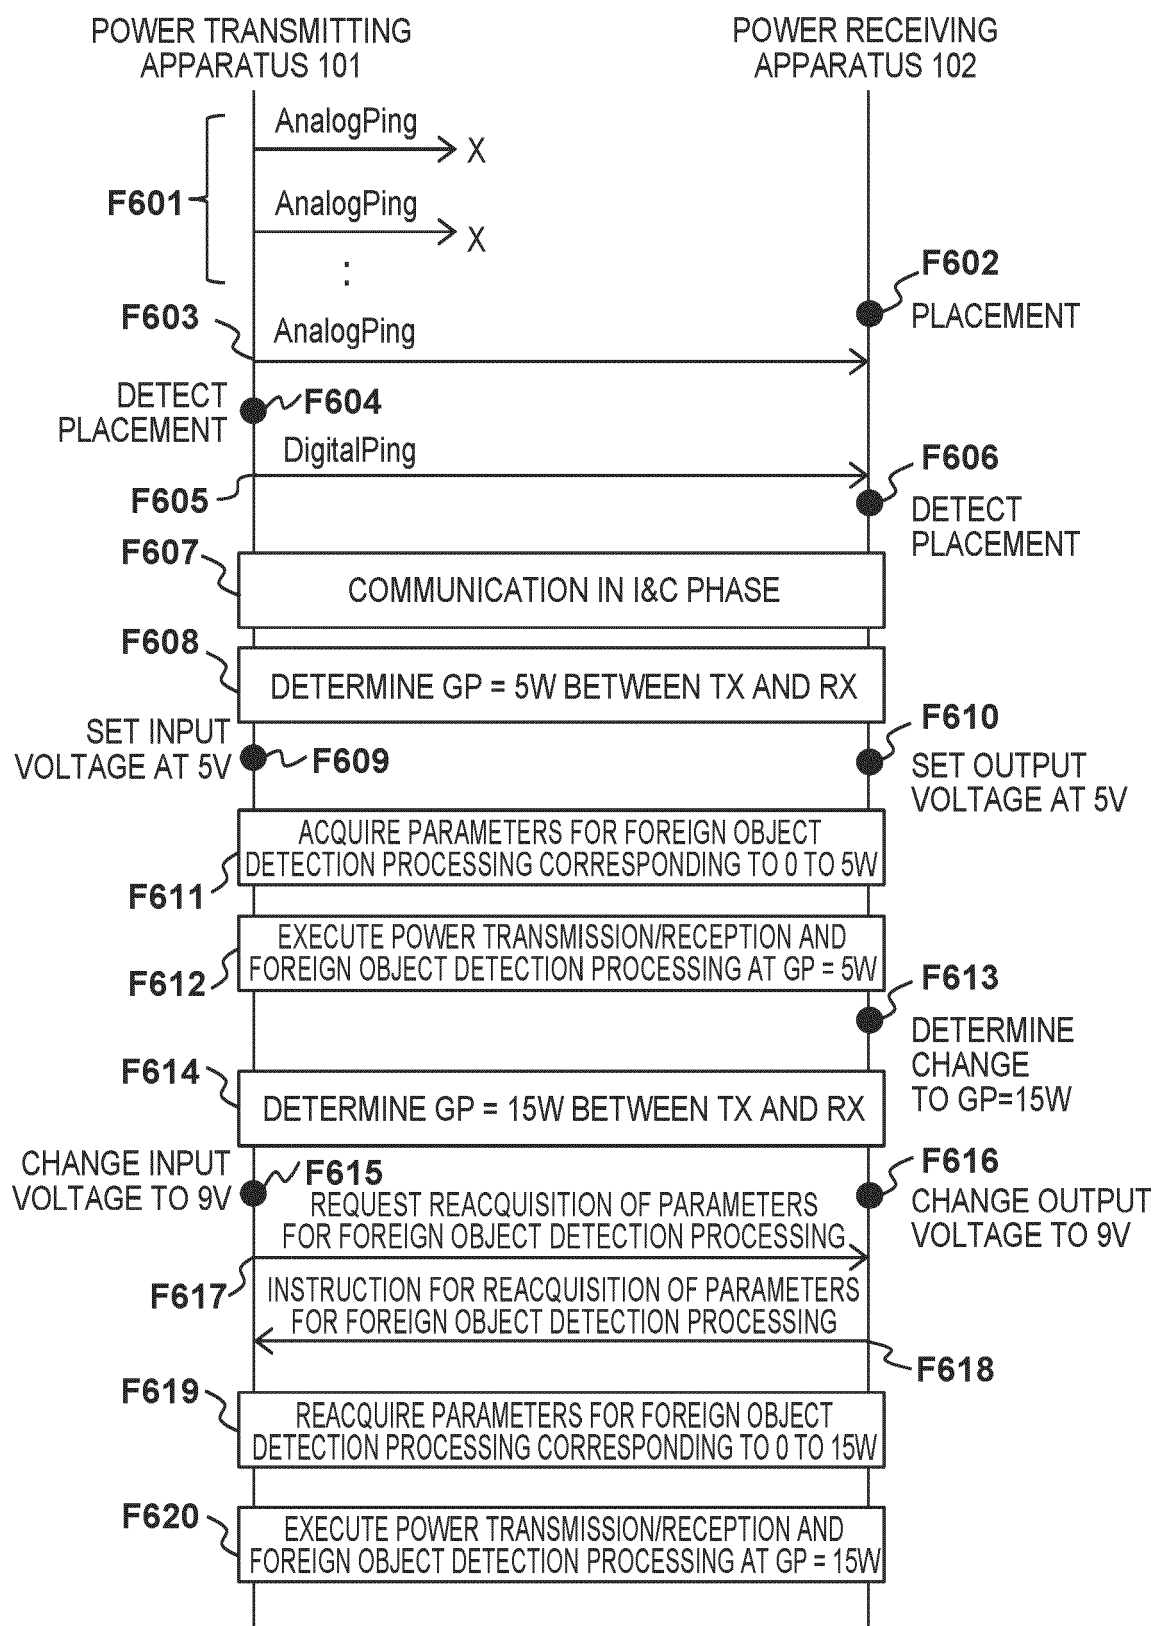 POWER TRANSMITTING
APPARATUS 101
POWER RECEIVING
APPARATUS 102
AnalogPing
X
F601
AnalogPing
X
:
F602
PLACEMENT
F603
AnalogPing
DETECT
PLACEMENT
F604
DigitalPing
F605
F606
DETECT
PLACEMENT
F607
COMMUNICATION IN I&C PHASE
F608
DETERMINE GP = 5W BETWEEN TX AND RX
SET INPUT
VOLTAGE AT 5V
F609
F610
SET OUTPUT
VOLTAGE AT 5V
ACQUIRE PARAMETERS FOR FOREIGN OBJECT
DETECTION PROCESSING CORRESPONDING TO 0 TO 5W
F611
EXECUTE POWER TRANSMISSION/RECEPTION AND
FOREIGN OBJECT DETECTION PROCESSING AT GP = 5W
F612
F613
DETERMINE
CHANGE
TO GP=15W
F614
DETERMINE GP = 15W BETWEEN TX AND RX
CHANGE INPUT
VOLTAGE TO 9V
F615
F616
CHANGE OUTPUT
VOLTAGE TO 9V
REQUEST REACQUISITION OF PARAMETERS
FOR FOREIGN OBJECT DETECTION PROCESSING
F617
INSTRUCTION FOR REACQUISITION OF PARAMETERS
FOR FOREIGN OBJECT DETECTION PROCESSING
F618
F619
REACQUIRE PARAMETERS FOR FOREIGN OBJECT
DETECTION PROCESSING CORRESPONDING TO 0 TO 15W
F620
EXECUTE POWER TRANSMISSION/RECEPTION AND
FOREIGN OBJECT DETECTION PROCESSING AT GP = 15W